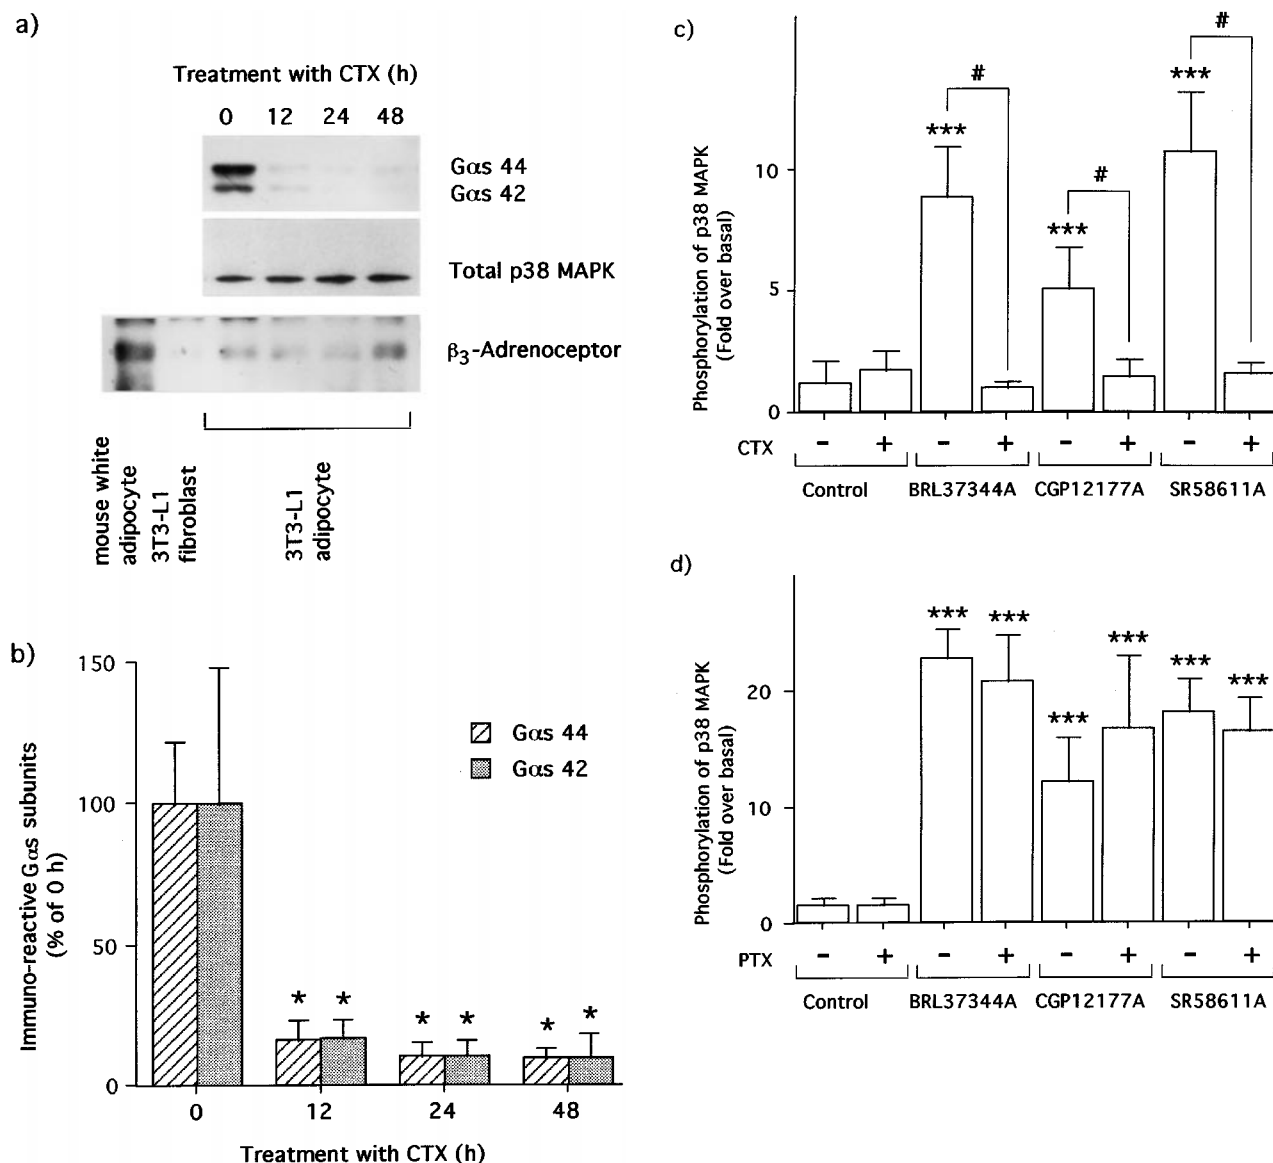 a)
Treatment with CTX (h)
0 12 24 48
Gαs 44
Gαs 42
Total p38 MAPK
β3-Adrenoceptor
mouse white
adipocyte
3T3-L1
fibroblast
3T3-L1
adipocyte
b)
150
100
50
0
Immuno-reactive Gαs subunits
(% of 0 h)
Gαs 44
Gαs 42
* * * * * *
0 12 24 48
Treatment with CTX (h)
c)
Phosphorylation of p38 MAPK
(Fold over basal)
10
5
0
# # #
*** *** ***
CTX - + - + - + - +
Control BRL37344A CGP12177A SR58611A
d)
Phosphorylation of p38 MAPK
(Fold over basal)
20
10
0
*** *** *** *** *** ***
PTX - + - + - + - +
Control BRL37344A CGP12177A SR58611A